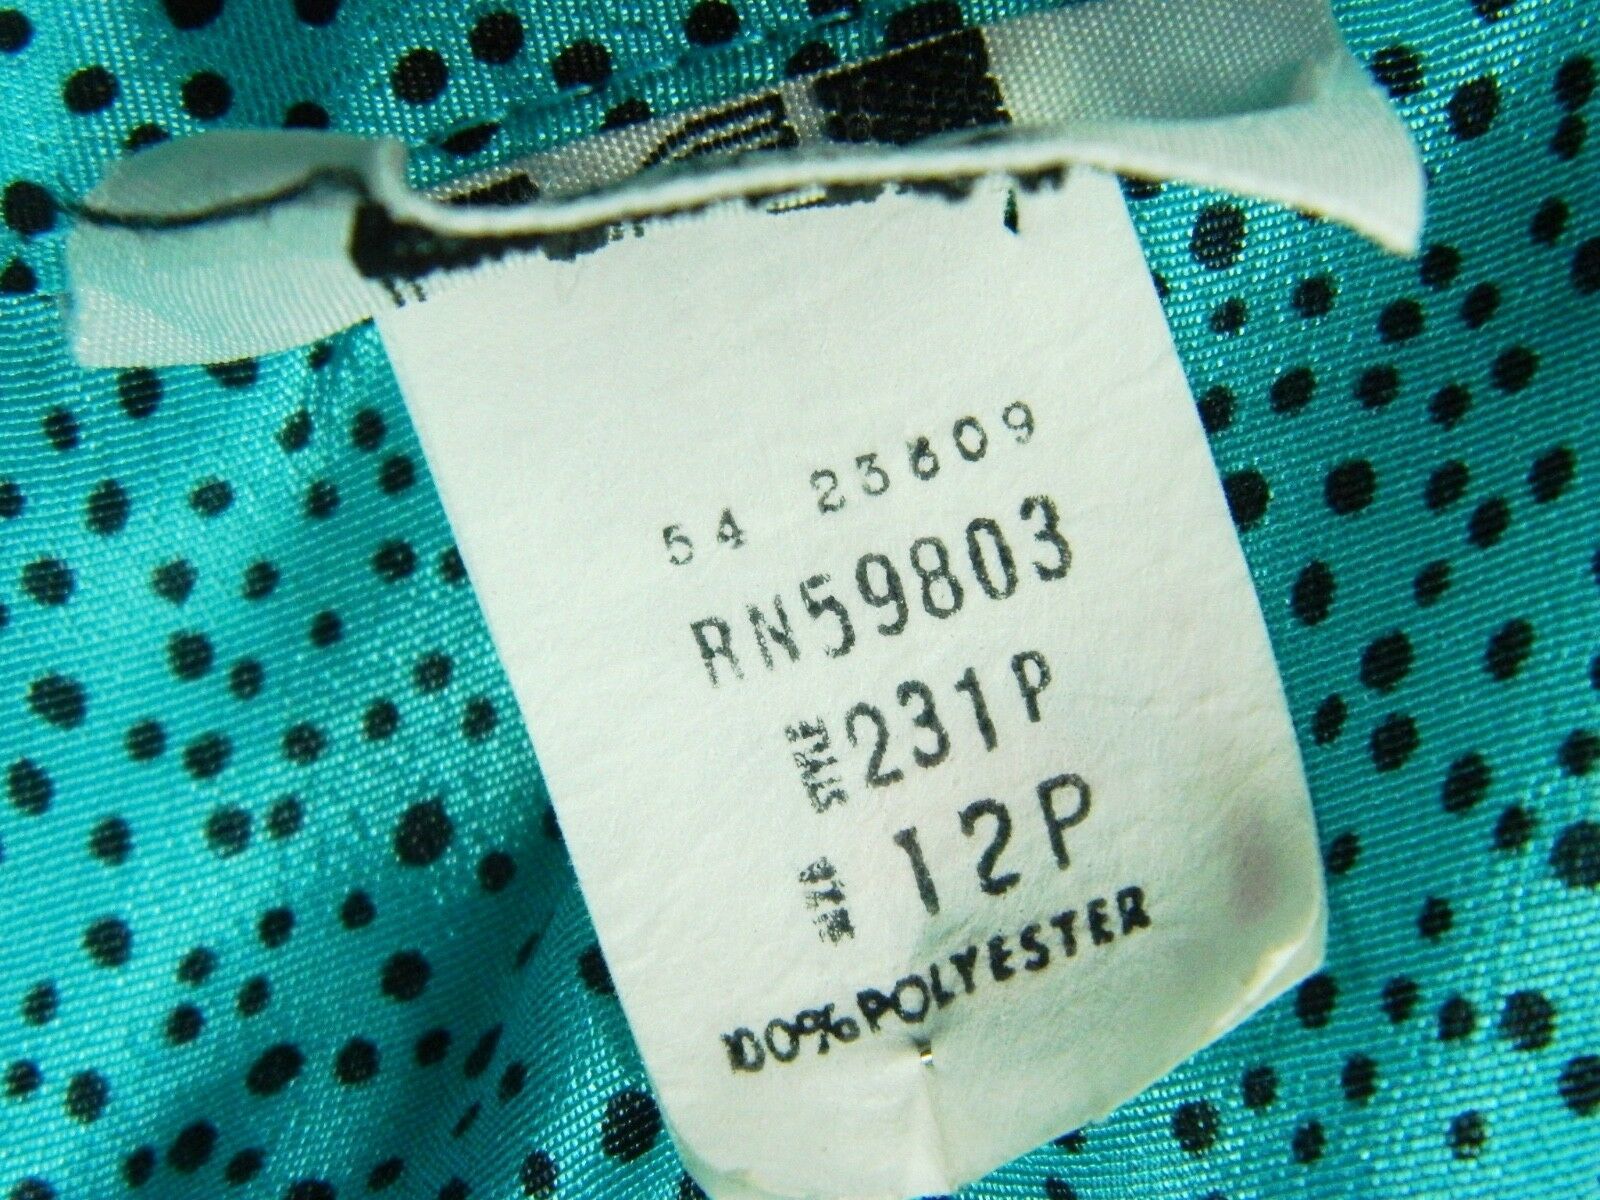 54 23809
RN59803
STYLE 231P
SIZE 12P
100% POLYESTER